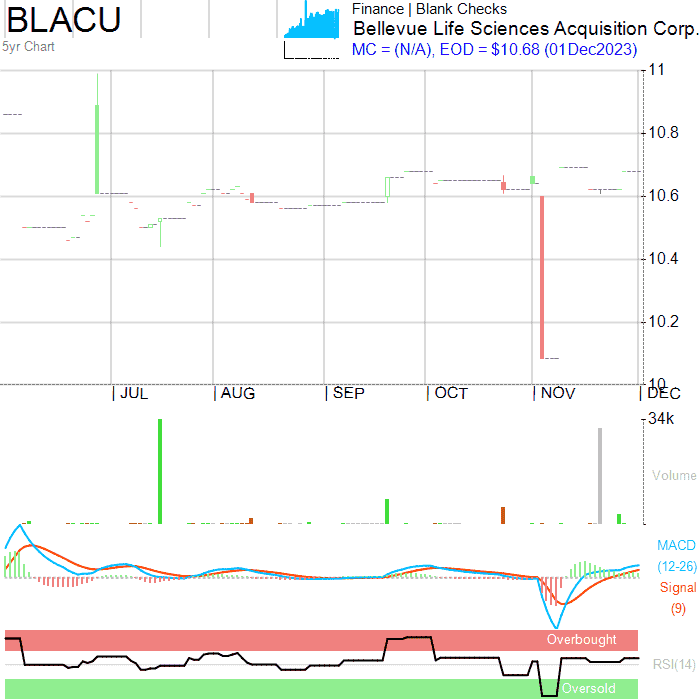 BLACU
5yr Chart
Finance | Blank Checks
Bellevue Life Sciences Acquisition Corp.
MC = (N/A), EOD = $10.68 (01Dec2023)
11
10.8
10.6
10.4
10.2
10
JUL
AUG
SEP
OCT
NOV
DEC
34k
Volume
MACD
(12-26)
Signal
(9)
Overbought
RSI(14)
Oversold